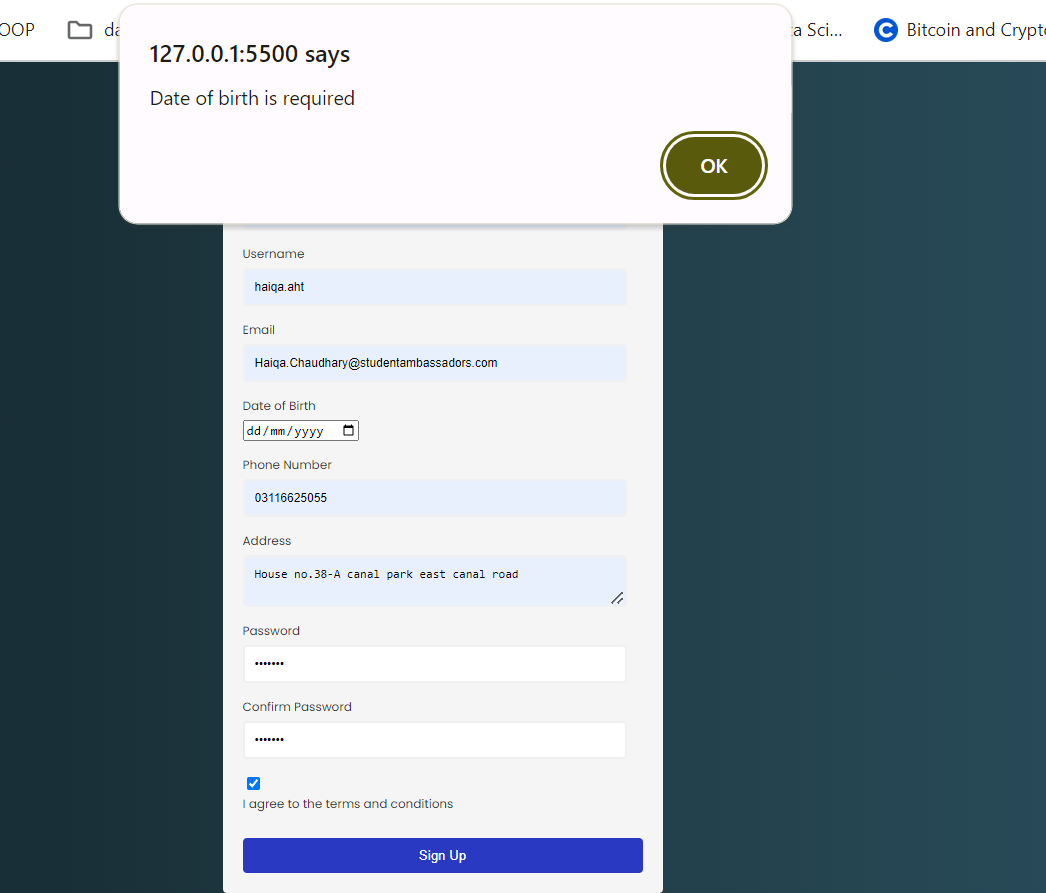 OOP
127.0.0.1:5500 says
Date of birth is required
OK
Sci...
Bitcoin and
Username
haiqa.aht
Email
Haiqa.Chaudhary@studentambassadors.com
Date of Birth
dd/mm/yyyy
Phone Number
03116625055
Address
House no.38-A canal park east canal road
Password
•••••••
Confirm Password
•••••••
I agree to the terms and conditions
Sign Up